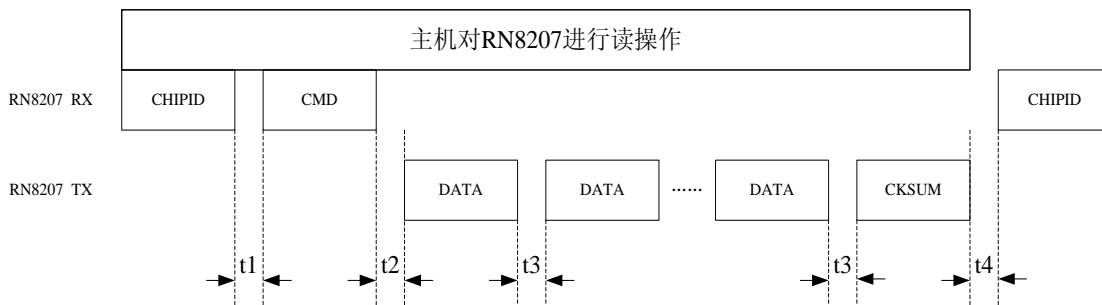 主机对RN8207进行读操作
RN8207 RX CHIPID CMD CHIPID
RN8207 TX DATA DATA ...... DATA CKSUM
t1 t2 t3 t3 t4